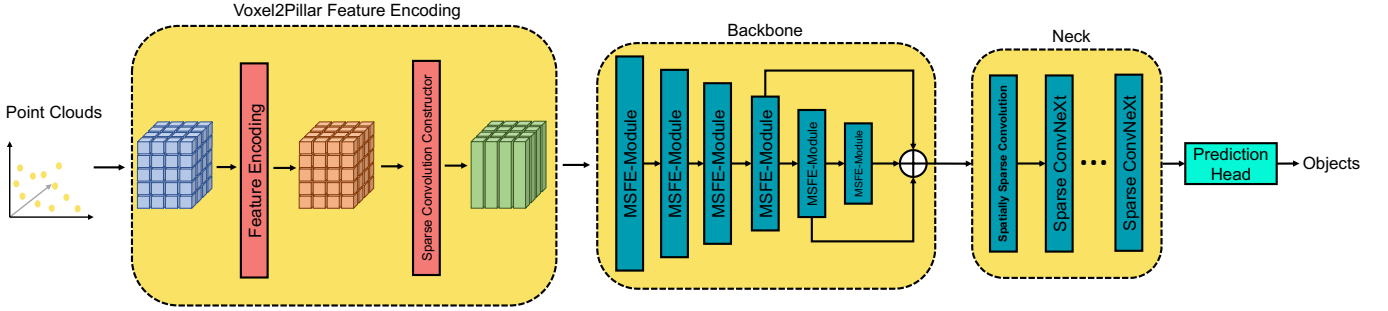 Voxel2Pillar Feature Encoding
Backbone
Neck
Point Clouds
Feature Encoding
Sparse Convolution Constructor
MSFE-Module
MSFE-Module
MSFE-Module
MSFE-Module
MSFE-Module
MSFE-Module
Spatially Sparse Convolution
Sparse ConvNeXt
Sparse ConvNeXt
Prediction
Head
Objects